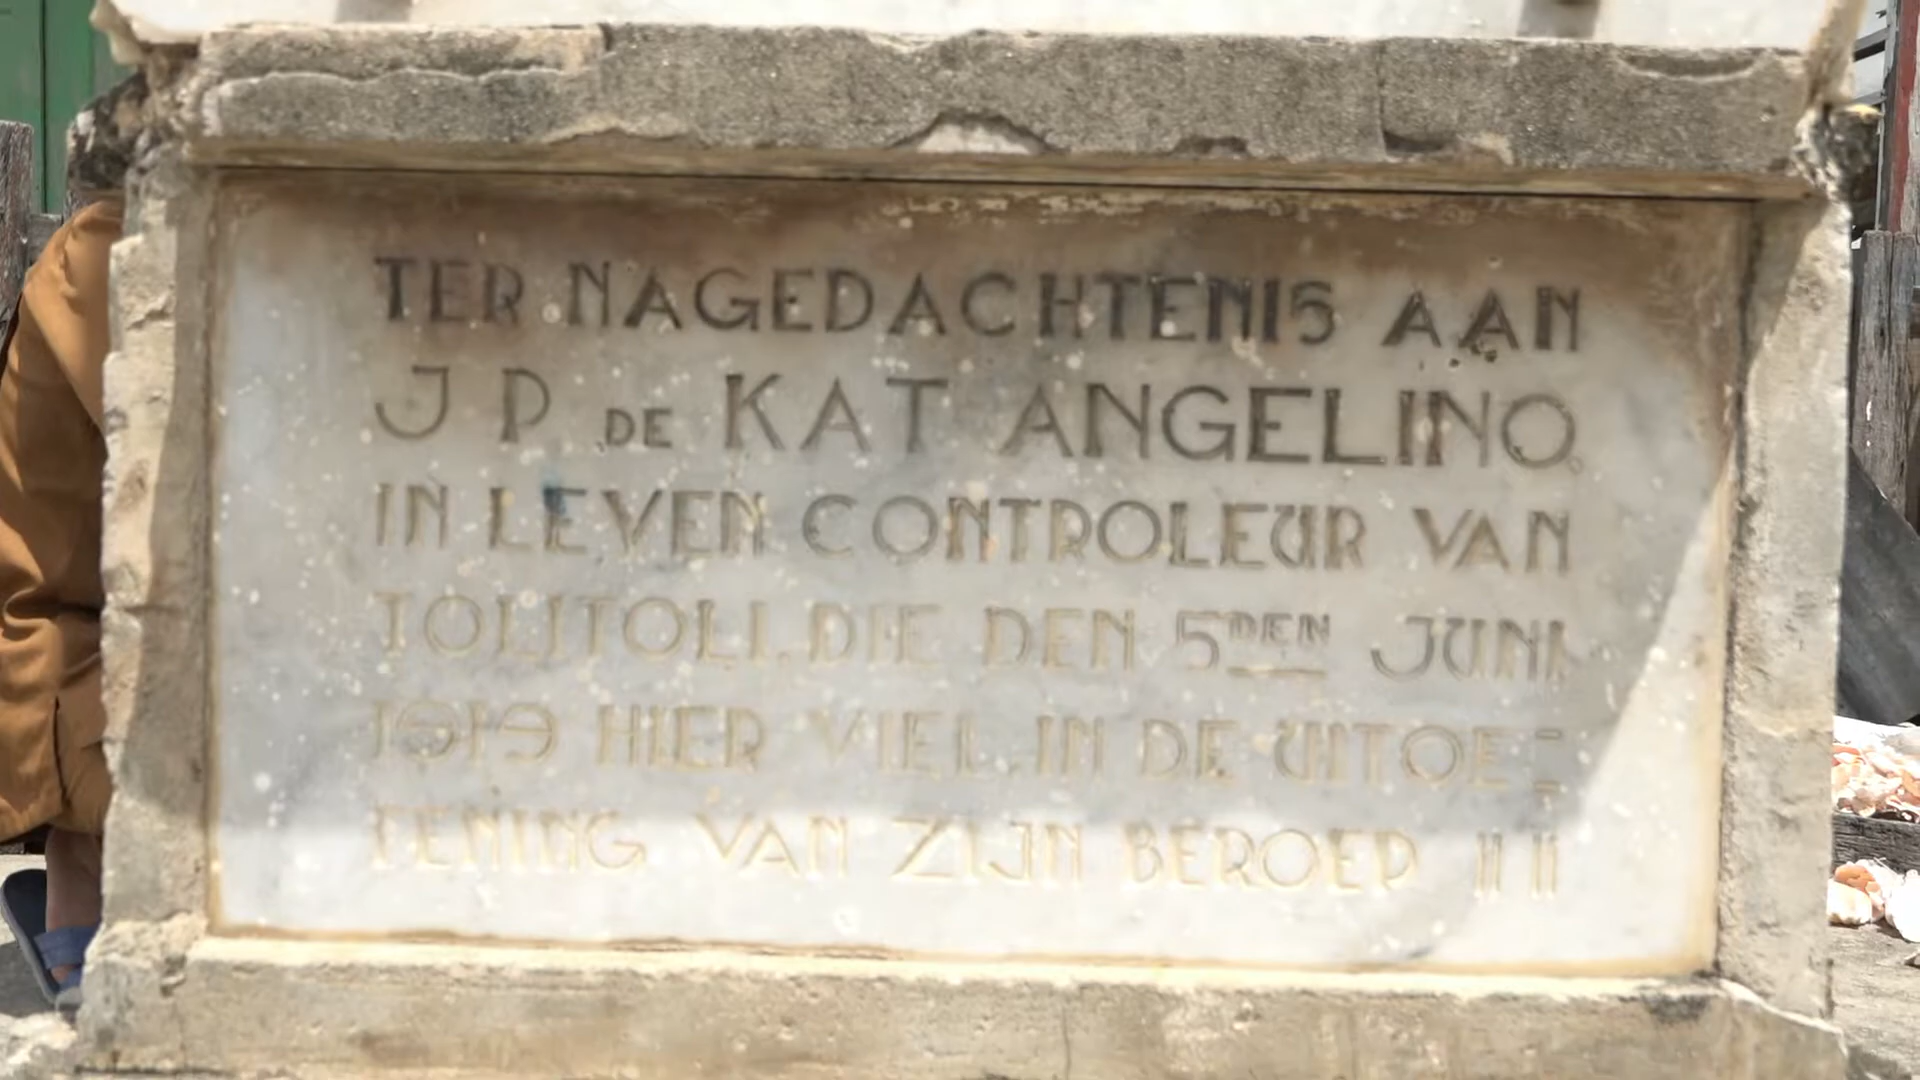 TER NAGEDACHTENIS AAN
J P DE KAT ANGELINO
IN LEVEN CONTROLEUR VAN
TOLITOLI. DIE DEN 5DEN JUNI
1919 HIER VIEL. IN DE UITOE=
FENING VAN ZIJN BEROEP